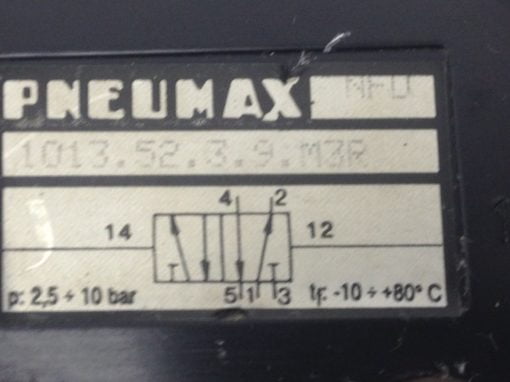 PNEUMAX
1013.52.3.9.M3R
4 2
14 12
5 1 3
p: 2,5 ÷ 10 bar tf: -10 ÷ +80° C